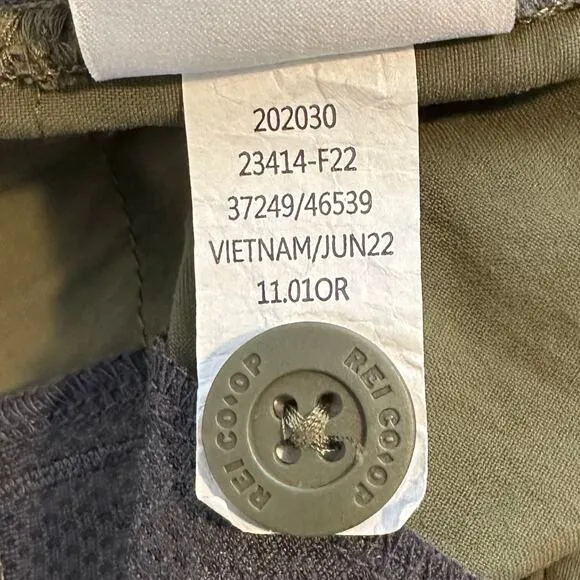 202030
23414-F22
37249/46539
VIETNAM/JUN22
11.01OR
REI CO◊OP
REI CO◊OP